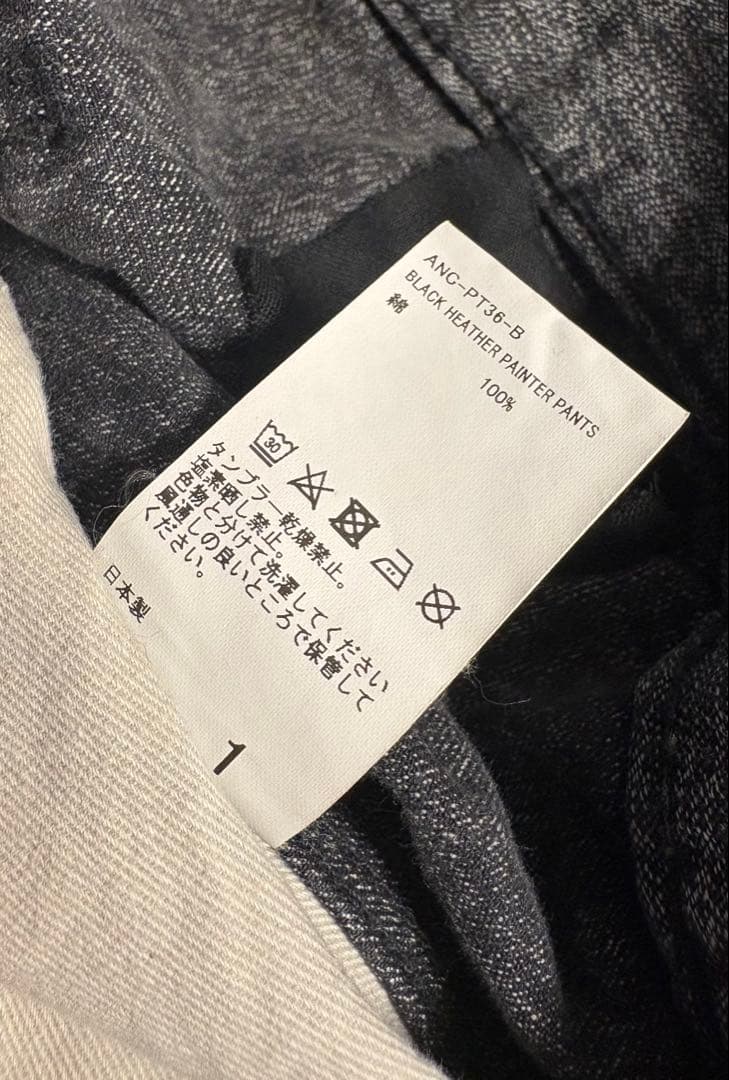 ANC-PT36-B
BLACK HEATHER PAINTER PANTS
綿 100%
30
タンブラー乾燥禁止。
塩素晒し禁止。
色物と分けて洗濯してください
風通しの良いところで保管して
ください。
日本製
1